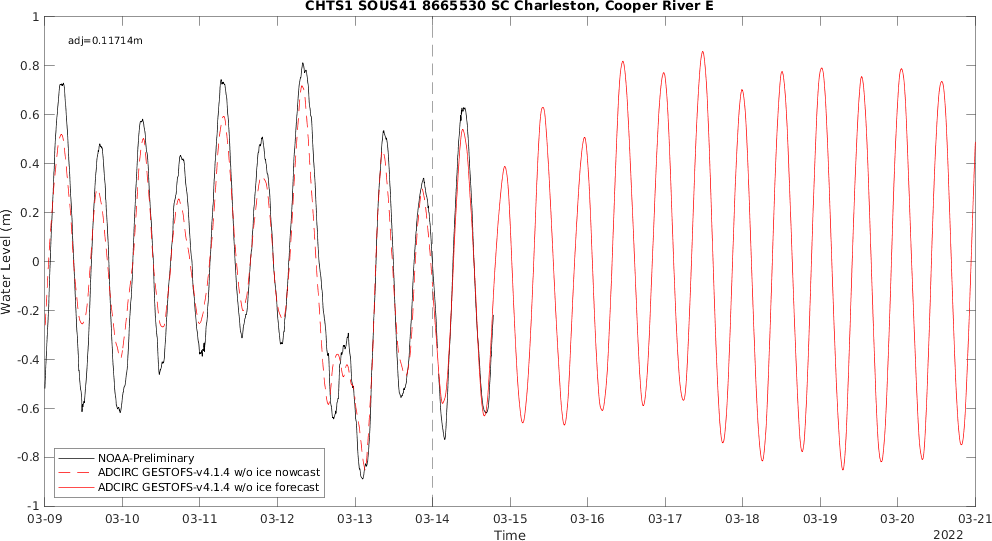 CHTS1 SOUS41 8665530 SC Charleston, Cooper River E
adj=0.11714m
1
0.8
0.6
0.4
0.2
0
-0.2
-0.4
-0.6
-0.8
-1
Water Level (m)
NOAA-Preliminary
ADCIRC GESTOFS-v4.1.4 w/o ice nowcast
ADCIRC GESTOFS-v4.1.4 w/o ice forecast
03-09 03-10 03-11 03-12 03-13 03-14 03-15 03-16 03-17 03-18 03-19 03-20 03-21
Time
2022